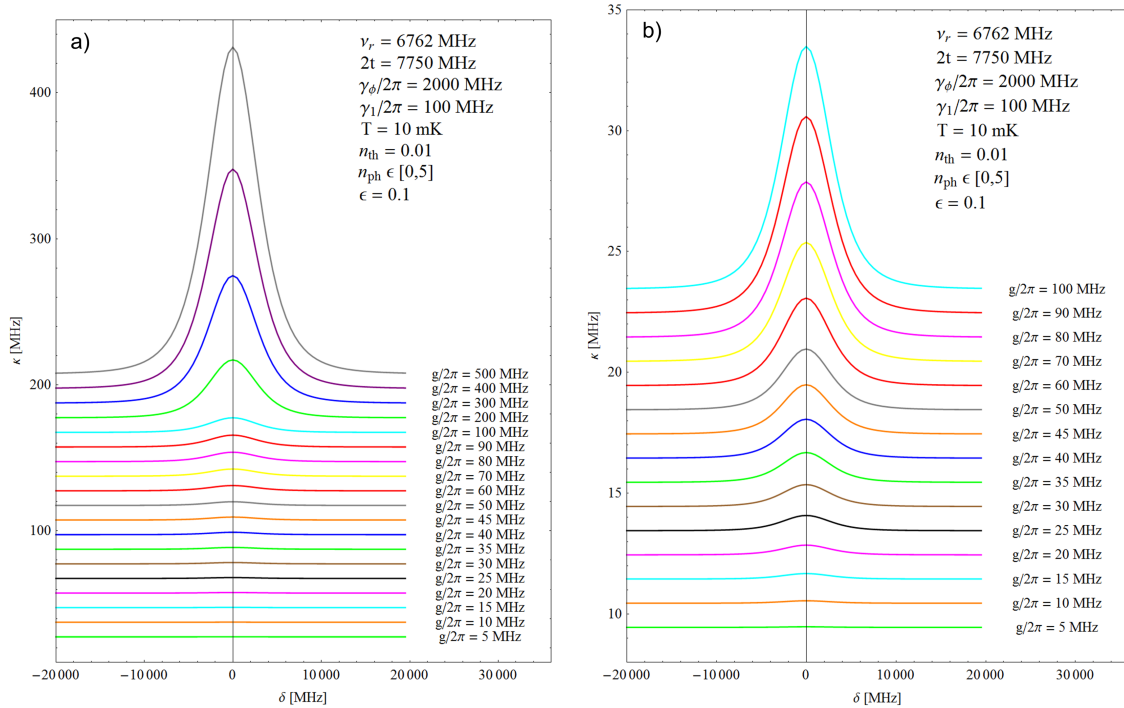 a)
ν_r = 6762 MHz
2t = 7750 MHz
γ_ϕ/2π = 2000 MHz
γ_1/2π = 100 MHz
T = 10 mK
n_th = 0.01
n_ph ϵ [0,5]
ϵ = 0.1
400
300
200
100
κ [MHz]
g/2π = 500 MHz
g/2π = 400 MHz
g/2π = 300 MHz
g/2π = 200 MHz
g/2π = 100 MHz
g/2π = 90 MHz
g/2π = 80 MHz
g/2π = 70 MHz
g/2π = 60 MHz
g/2π = 50 MHz
g/2π = 45 MHz
g/2π = 40 MHz
g/2π = 35 MHz
g/2π = 30 MHz
g/2π = 25 MHz
g/2π = 20 MHz
g/2π = 15 MHz
g/2π = 10 MHz
g/2π = 5 MHz
−20 000 −10 000 0 10 000 20 000 30 000
δ [MHz]
b)
ν_r = 6762 MHz
2t = 7750 MHz
γ_ϕ/2π = 2000 MHz
γ_1/2π = 100 MHz
T = 10 mK
n_th = 0.01
n_ph ϵ [0,5]
ϵ = 0.1
35
30
25
20
15
10
κ [MHz]
g/2π = 100 MHz
g/2π = 90 MHz
g/2π = 80 MHz
g/2π = 70 MHz
g/2π = 60 MHz
g/2π = 50 MHz
g/2π = 45 MHz
g/2π = 40 MHz
g/2π = 35 MHz
g/2π = 30 MHz
g/2π = 25 MHz
g/2π = 20 MHz
g/2π = 15 MHz
g/2π = 10 MHz
g/2π = 5 MHz
−20 000 −10 000 0 10 000 20 000 30 000
δ [MHz]